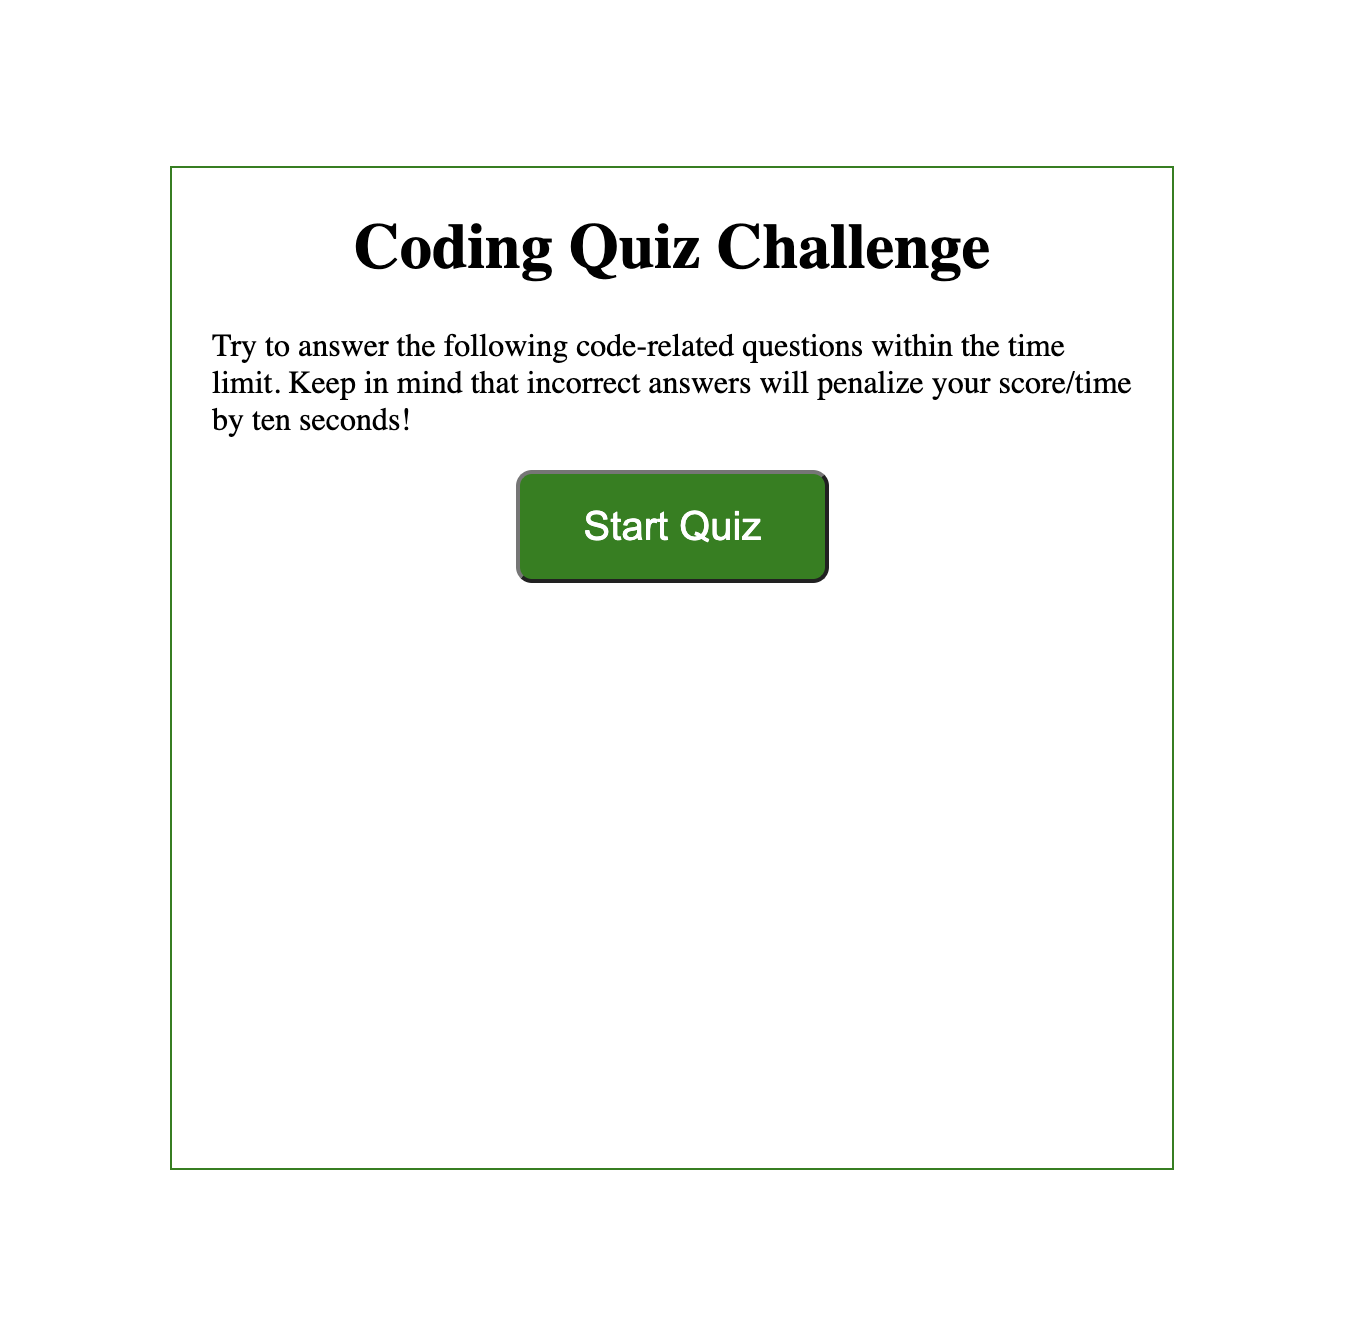 Coding Quiz Challenge
Try to answer the following code-related questions within the time
limit. Keep in mind that incorrect answers will penalize your score/time
by ten seconds!
Start Quiz